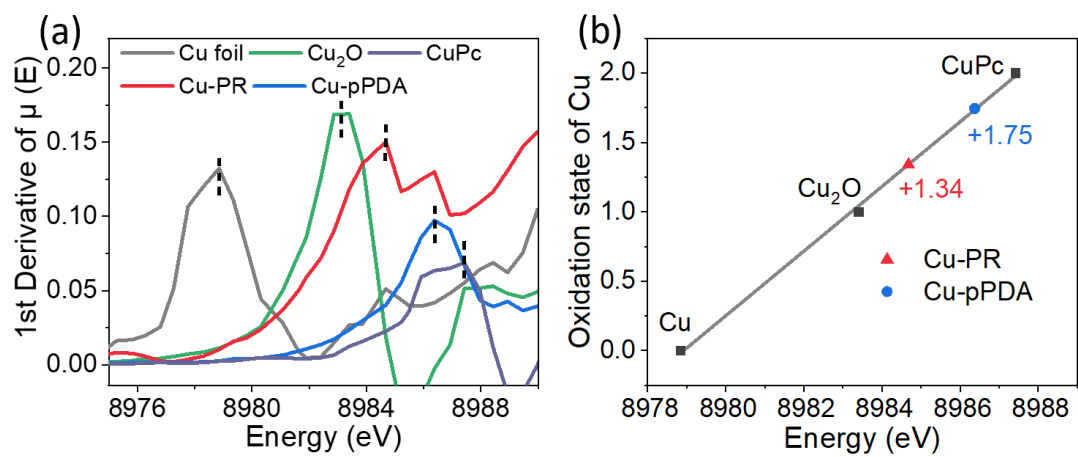 (a)
Cu foil Cu₂O CuPc
Cu-PR Cu-pPDA
0.20
0.15
0.10
0.05
0.00
1st Derivative of μ (E)
8976 8980 8984 8988
Energy (eV)
(b)
CuPc
+1.75
Cu₂O
+1.34
Cu-PR
Cu-pPDA
Cu
2.0
1.5
1.0
0.5
0.0
Oxidation state of Cu
8978 8980 8982 8984 8986 8988
Energy (eV)